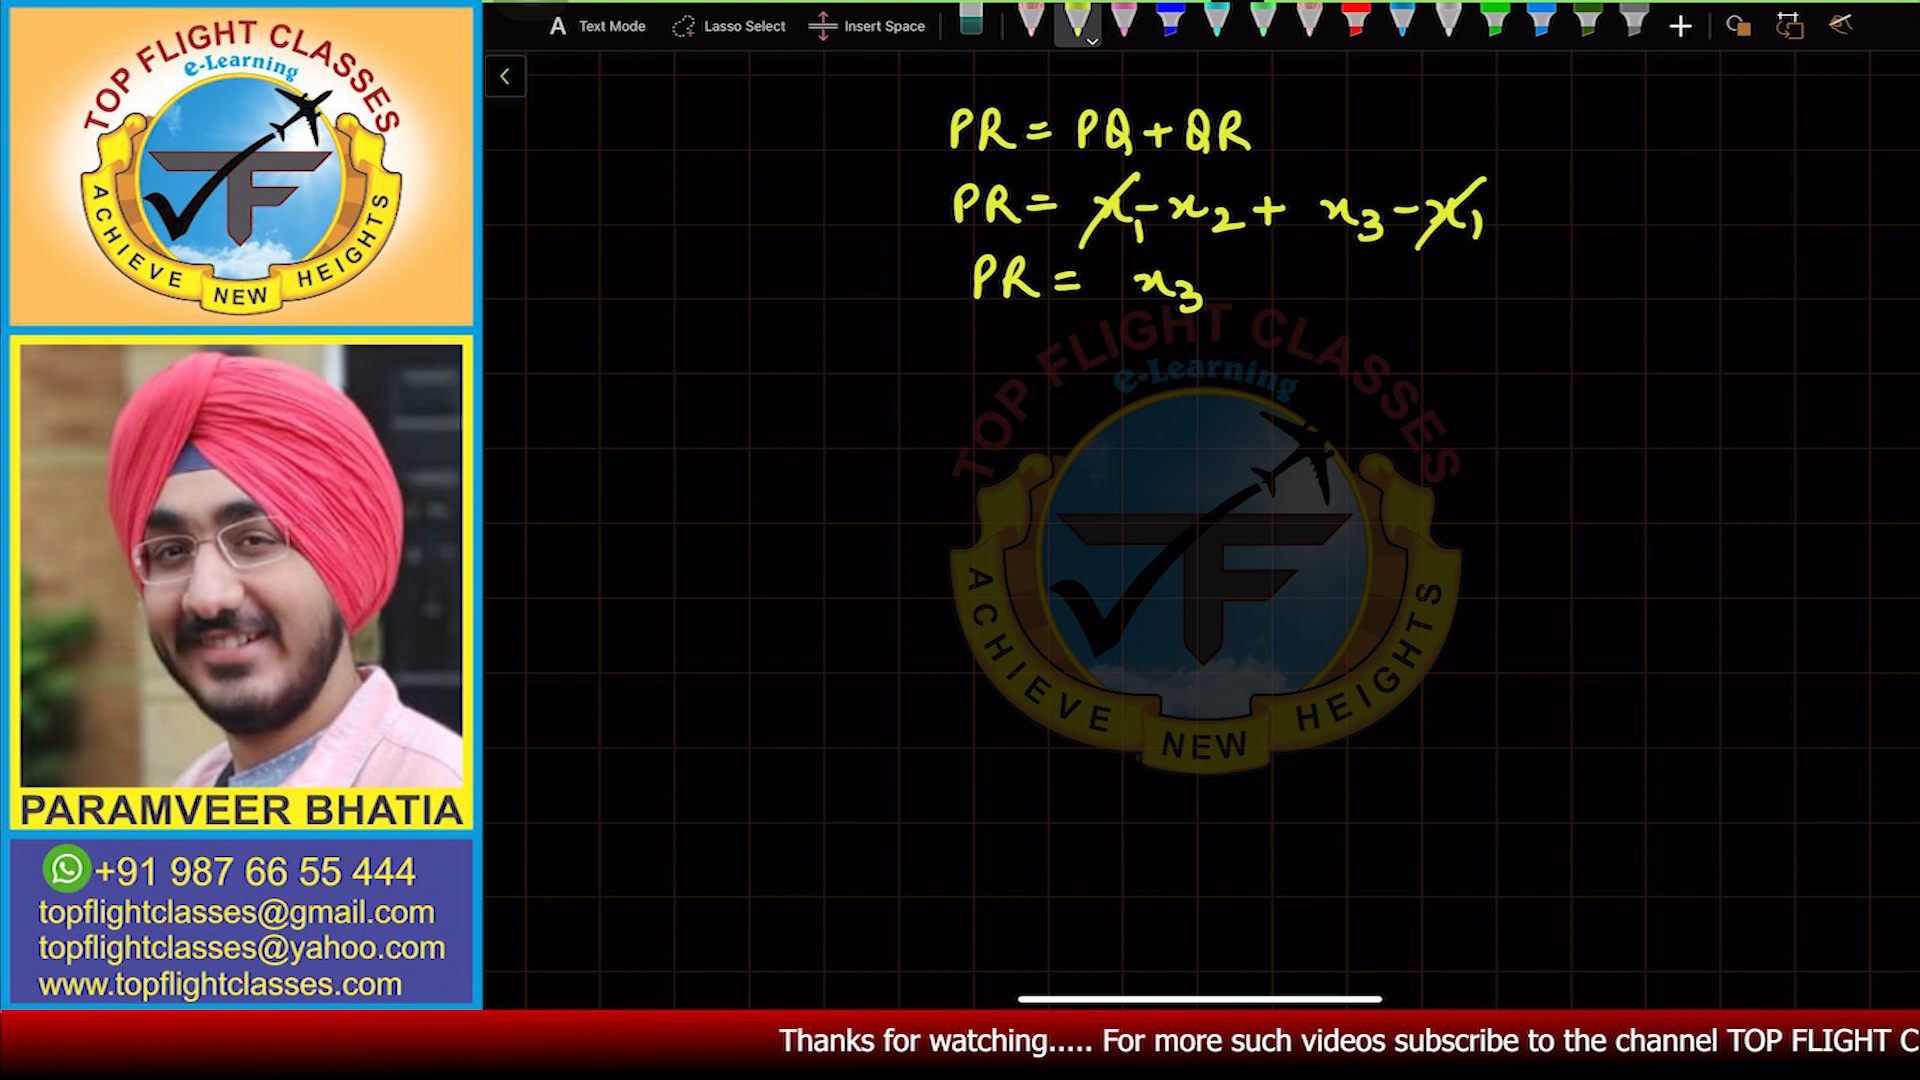 TOP FLIGHT CLASSES
e-Learning
TF
ACHIEVE NEW HEIGHTS
PARAMVEER BHATIA
+91 987 66 55 444
topflightclasses@gmail.com
topflightclasses@yahoo.com
www.topflightclasses.com
A Text Mode Lasso Select Insert Space
PR = PQ + QR
PR = x₁ - x₂ + x₃ - x₁
PR = x₃
TOP FLIGHT CLASSES
e-Learning
TF
ACHIEVE NEW HEIGHTS
Thanks for watching..... For more such videos subscribe to the channel TOP FLIGHT C